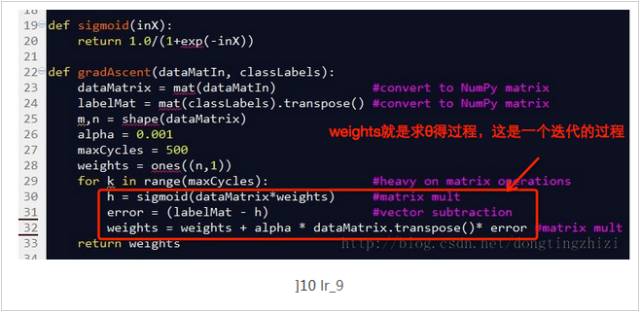 18
19 def sigmoid(inX):
20 return 1.0/(1+exp(-inX))
21
22 def gradAscent(dataMatIn, classLabels):
23 dataMatrix = mat(dataMatIn) #convert to NumPy matrix
24 labelMat = mat(classLabels).transpose() #convert to NumPy matrix
25 m,n = shape(dataMatrix)
26 alpha = 0.001
weights就是求θ得过程，这是一个迭代的过程
27 maxCycles = 500
28 weights = ones((n,1))
29 for k in range(maxCycles): #heavy on matrix operations
30 h = sigmoid(dataMatrix*weights) #matrix mult
31 error = (labelMat - h) #vector subtraction
32 weights = weights + alpha * dataMatrix.transpose()* error #matrix mult
33 return weights
http://blog.csdn.net/dongtingzhizi
34
]10 lr_9